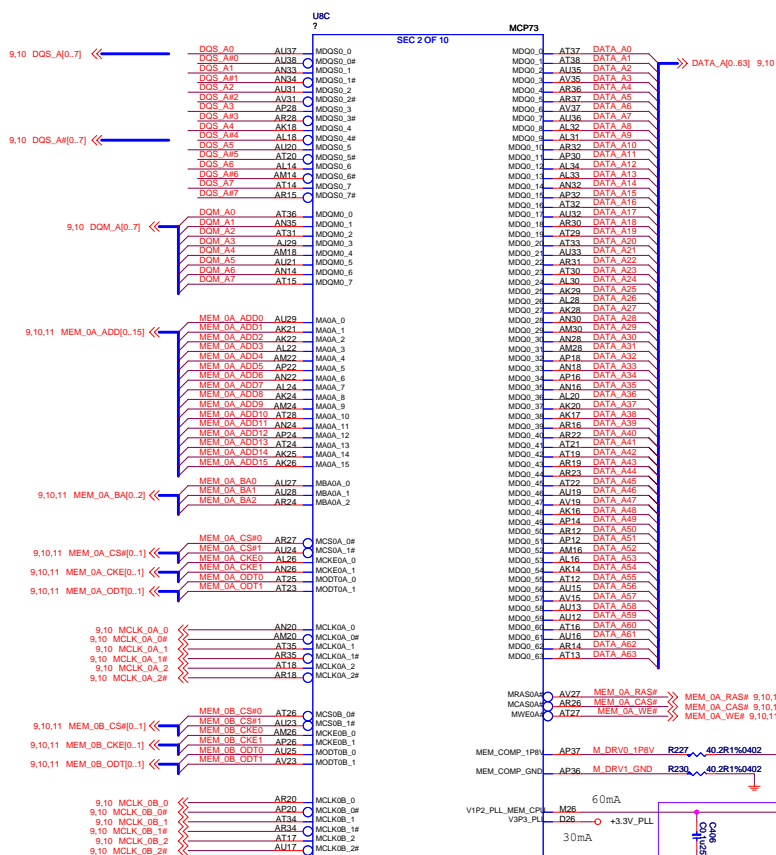 U8C
?
MCP73
SEC 2 OF 10
9,10 DQS_A[0..7]
DQS_A0 AU37 MDQS0_0
DQS_A#0 AU38 MDQS0_0#
DQS_A1 AN33 MDQS0_1
DQS_A#1 AN34 MDQS0_1#
DQS_A2 AU31 MDQS0_2
DQS_A#2 AV31 MDQS0_2#
DQS_A3 AP28 MDQS0_3
DQS_A#3 AR28 MDQS0_3#
DQS_A4 AK18 MDQS0_4
9,10 DQS_A#[0..7]
DQS_A#4 AL18 MDQS0_4#
DQS_A5 AU20 MDQS0_5
DQS_A#5 AT20 MDQS0_5#
DQS_A6 AL14 MDQS0_6
DQS_A#6 AM14 MDQS0_6#
DQS_A7 AT14 MDQS0_7
DQS_A#7 AR15 MDQS0_7#
9,10 DQM_A[0..7]
DQM_A0 AT36 MDQM0_0
DQM_A1 AN35 MDQM0_1
DQM_A2 AT31 MDQM0_2
DQM_A3 AJ29 MDQM0_3
DQM_A4 AM18 MDQM0_4
DQM_A5 AU21 MDQM0_5
DQM_A6 AN14 MDQM0_6
DQM_A7 AT15 MDQM0_7
9,10,11 MEM_0A_ADD[0..15]
MEM_0A_ADD0 AU29 MA0A_0
MEM_0A_ADD1 AK21 MA0A_1
MEM_0A_ADD2 AK22 MA0A_2
MEM_0A_ADD3 AL22 MA0A_3
MEM_0A_ADD4 AM22 MA0A_4
MEM_0A_ADD5 AP22 MA0A_5
MEM_0A_ADD6 AN22 MA0A_6
MEM_0A_ADD7 AL24 MA0A_7
MEM_0A_ADD8 AK24 MA0A_8
MEM_0A_ADD9 AM24 MA0A_9
MEM_0A_ADD10 AT28 MA0A_10
MEM_0A_ADD11 AN24 MA0A_11
MEM_0A_ADD12 AP24 MA0A_12
MEM_0A_ADD13 AT24 MA0A_13
MEM_0A_ADD14 AK25 MA0A_14
MEM_0A_ADD15 AK26 MA0A_15
9,10,11 MEM_0A_BA[0..2]
MEM_0A_BA0 AU27 MBA0A_0
MEM_0A_BA1 AU28 MBA0A_1
MEM_0A_BA2 AR24 MBA0A_2
MEM_0A_CS#0 AR27 MCS0A_0#
9,10,11 MEM_0A_CS#[0..1]
MEM_0A_CS#1 AU24 MCS0A_1#
MEM_0A_CKE0 AL26 MCKE0A_0
9,10,11 MEM_0A_CKE[0..1]
MEM_0A_CKE1 AN26 MCKE0A_1
MEM_0A_ODT0 AT25 MODT0A_0
9,10,11 MEM_0A_ODT[0..1]
MEM_0A_ODT1 AT23 MODT0A_1
9,10 MCLK_0A_0 AN20 MCLK0A_0
9,10 MCLK_0A_0# AM20 MCLK0A_0#
9,10 MCLK_0A_1 AT35 MCLK0A_1
9,10 MCLK_0A_1# AR35 MCLK0A_1#
9,10 MCLK_0A_2 AT18 MCLK0A_2
9,10 MCLK_0A_2# AR18 MCLK0A_2#
MEM_0B_CS#0 AT26 MCS0B_0#
9,10,11 MEM_0B_CS#[0..1]
MEM_0B_CS#1 AU23 MCS0B_1#
MEM_0B_CKE0 AM26 MCKE0B_0
9,10,11 MEM_0B_CKE[0..1]
MEM_0B_CKE1 AP26 MCKE0B_1
MEM_0B_ODT0 AU25 MODT0B_0
9,10,11 MEM_0B_ODT[0..1]
MEM_0B_ODT1 AV23 MODT0B_1
9,10 MCLK_0B_0 AR20 MCLK0B_0
9,10 MCLK_0B_0# AP20 MCLK0B_0#
9,10 MCLK_0B_1 AT34 MCLK0B_1
9,10 MCLK_0B_1# AR34 MCLK0B_1#
9,10 MCLK_0B_2 AT17 MCLK0B_2
9,10 MCLK_0B_2# AU17 MCLK0B_2#
MDQ0_0 AT37 DATA_A0
MDQ0_1 AT38 DATA_A1
DATA_A[0..63] 9,10
MDQ0_2 AU35 DATA_A2
MDQ0_3 AV35 DATA_A3
MDQ0_4 AR36 DATA_A4
MDQ0_5 AR37 DATA_A5
MDQ0_6 AV37 DATA_A6
MDQ0_7 AU36 DATA_A7
MDQ0_8 AL32 DATA_A8
MDQ0_9 AL31 DATA_A9
MDQ0_10 AR32 DATA_A10
MDQ0_11 AP30 DATA_A11
MDQ0_12 AL34 DATA_A12
MDQ0_13 AL33 DATA_A13
MDQ0_14 AN32 DATA_A14
MDQ0_15 AP32 DATA_A15
MDQ0_16 AT32 DATA_A16
MDQ0_17 AU32 DATA_A17
MDQ0_18 AR30 DATA_A18
MDQ0_19 AT29 DATA_A19
MDQ0_20 AT33 DATA_A20
MDQ0_21 AU33 DATA_A21
MDQ0_22 AR31 DATA_A22
MDQ0_23 AT30 DATA_A23
MDQ0_24 AL30 DATA_A24
MDQ0_25 AK29 DATA_A25
MDQ0_26 AL28 DATA_A26
MDQ0_27 AK28 DATA_A27
MDQ0_28 AN30 DATA_A28
MDQ0_29 AM30 DATA_A29
MDQ0_30 AN28 DATA_A30
MDQ0_31 AM28 DATA_A31
MDQ0_32 AP18 DATA_A32
MDQ0_33 AN18 DATA_A33
MDQ0_34 AP16 DATA_A34
MDQ0_35 AN16 DATA_A35
MDQ0_36 AL20 DATA_A36
MDQ0_37 AK20 DATA_A37
MDQ0_38 AK17 DATA_A38
MDQ0_39 AR16 DATA_A39
MDQ0_40 AR22 DATA_A40
MDQ0_41 AT21 DATA_A41
MDQ0_42 AT19 DATA_A42
MDQ0_43 AR19 DATA_A43
MDQ0_44 AR23 DATA_A44
MDQ0_45 AT22 DATA_A45
MDQ0_46 AU19 DATA_A46
MDQ0_47 AV19 DATA_A47
MDQ0_48 AK16 DATA_A48
MDQ0_49 AP14 DATA_A49
MDQ0_50 AR12 DATA_A50
MDQ0_51 AP12 DATA_A51
MDQ0_52 AM16 DATA_A52
MDQ0_53 AL16 DATA_A53
MDQ0_54 AK14 DATA_A54
MDQ0_55 AT12 DATA_A55
MDQ0_56 AU15 DATA_A56
MDQ0_57 AV15 DATA_A57
MDQ0_58 AU13 DATA_A58
MDQ0_59 AU12 DATA_A59
MDQ0_60 AT16 DATA_A60
MDQ0_61 AU16 DATA_A61
MDQ0_62 AR14 DATA_A62
MDQ0_63 AT13 DATA_A63
MRAS0A# AV27 MEM_0A_RAS# MEM_0A_RAS# 9,10,1
MCAS0A# AR26 MEM_0A_CAS# MEM_0A_CAS# 9,10,1
MWE0A# AT27 MEM_0A_WE# MEM_0A_WE# 9,10,11
MEM_COMP_1P8V AP37 M_DRV0_1P8V R227 40.2R1%0402
MEM_COMP_GND AP36 M_DRV1_GND R230 40.2R1%0402
60mA
V1P2_PLL_MEM_CPU M26
V3P3_PLL D26 +3.3V_PLL
30mA
C406
C0.1u25